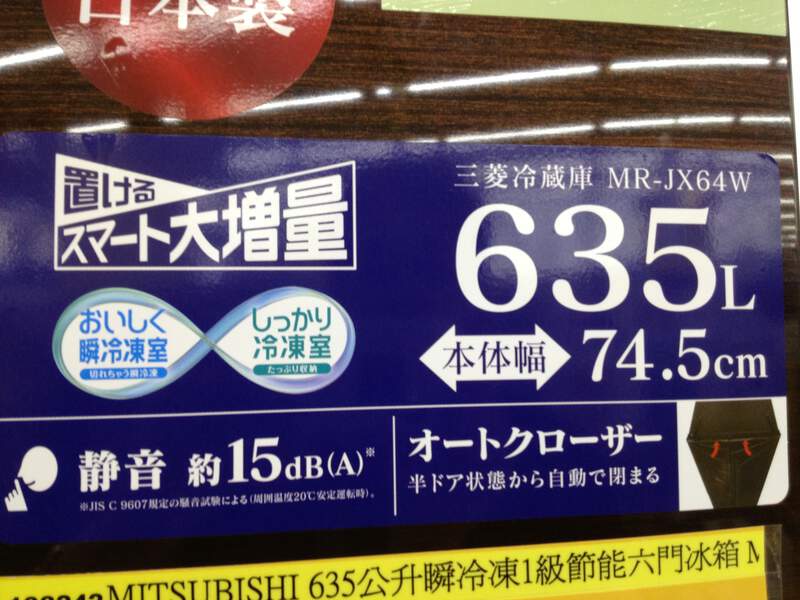 日本製
置ける
スマート大増量
三菱冷蔵庫 MR-JX64W
635L
本体幅 74.5cm
おいしく
瞬冷凍室
切れちゃう瞬冷凍
しっかり
冷凍室
たっぷり収納
静音 約15dB(A)※
※JIS C 9607規定の騒音試験による(周囲温度20℃安定運転時)。
オートクローザー
半ドア状態から自動で閉まる
MITSUBISHI 635公升瞬冷凍1級節能六門冰箱 M